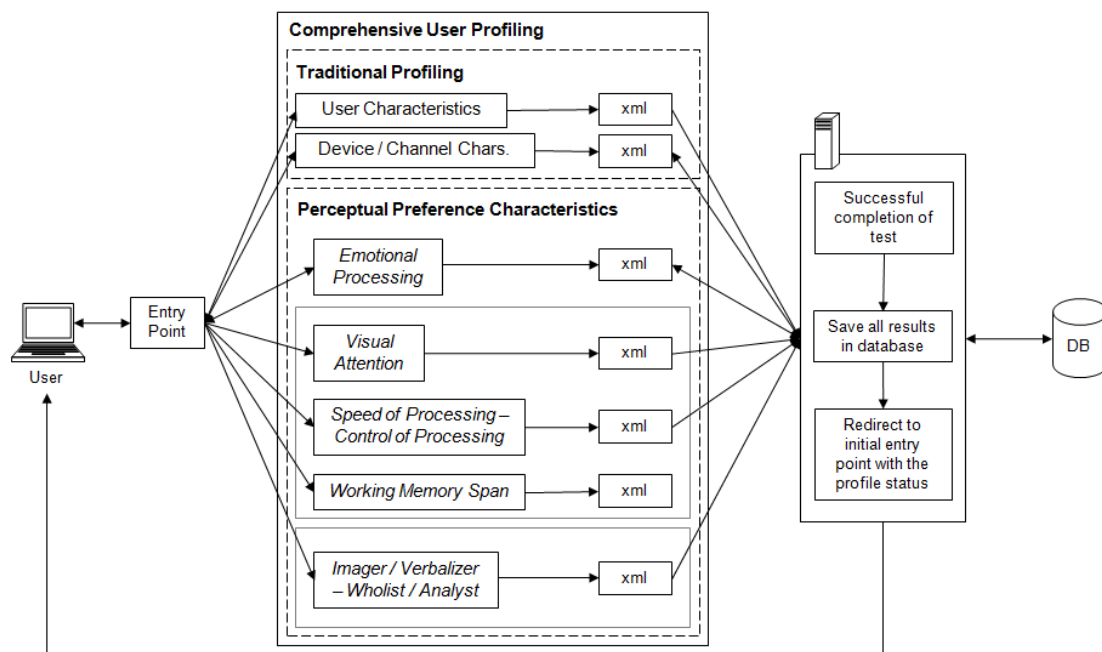 Comprehensive User Profiling
Traditional Profiling
User Characteristics
xml
Device / Channel Chars.
xml
Perceptual Preference Characteristics
Emotional
Processing
xml
Visual
Attention
xml
Speed of Processing –
Control of Processing
xml
Working Memory Span
xml
Imager / Verbalizer
– Wholist / Analyst
xml
Entry
Point
User
Successful
completion of
test
Save all results
in database
Redirect to
initial entry
point with the
profile status
DB